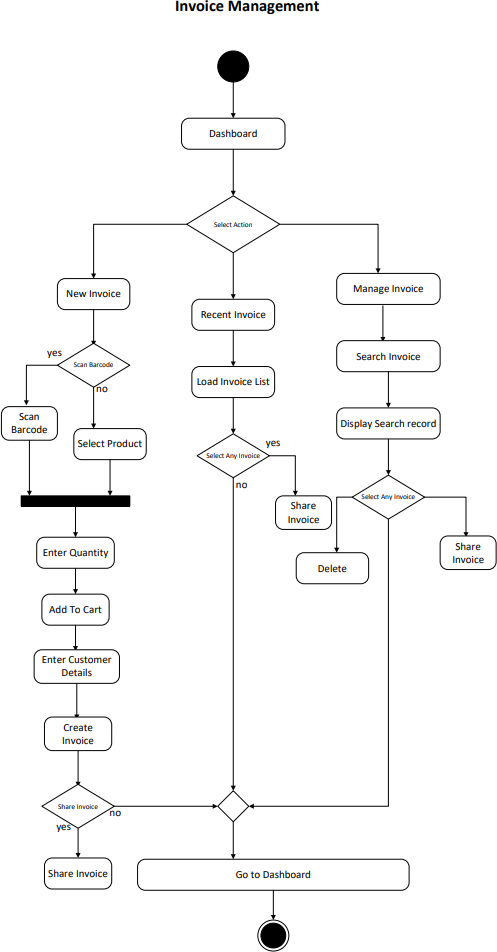 Invoice Management
Dashboard
Select Action
New Invoice
Recent Invoice
Manage Invoice
Scan Barcode
yes
no
Scan
Barcode
Select Product
Load Invoice List
Search Invoice
Display Search record
Select Any Invoice
yes
no
Share
Invoice
Select Any Invoice
Delete
Share
Invoice
Enter Quantity
Add To Cart
Enter Customer
Details
Create
Invoice
Share Invoice
no
yes
Share Invoice
Go to Dashboard